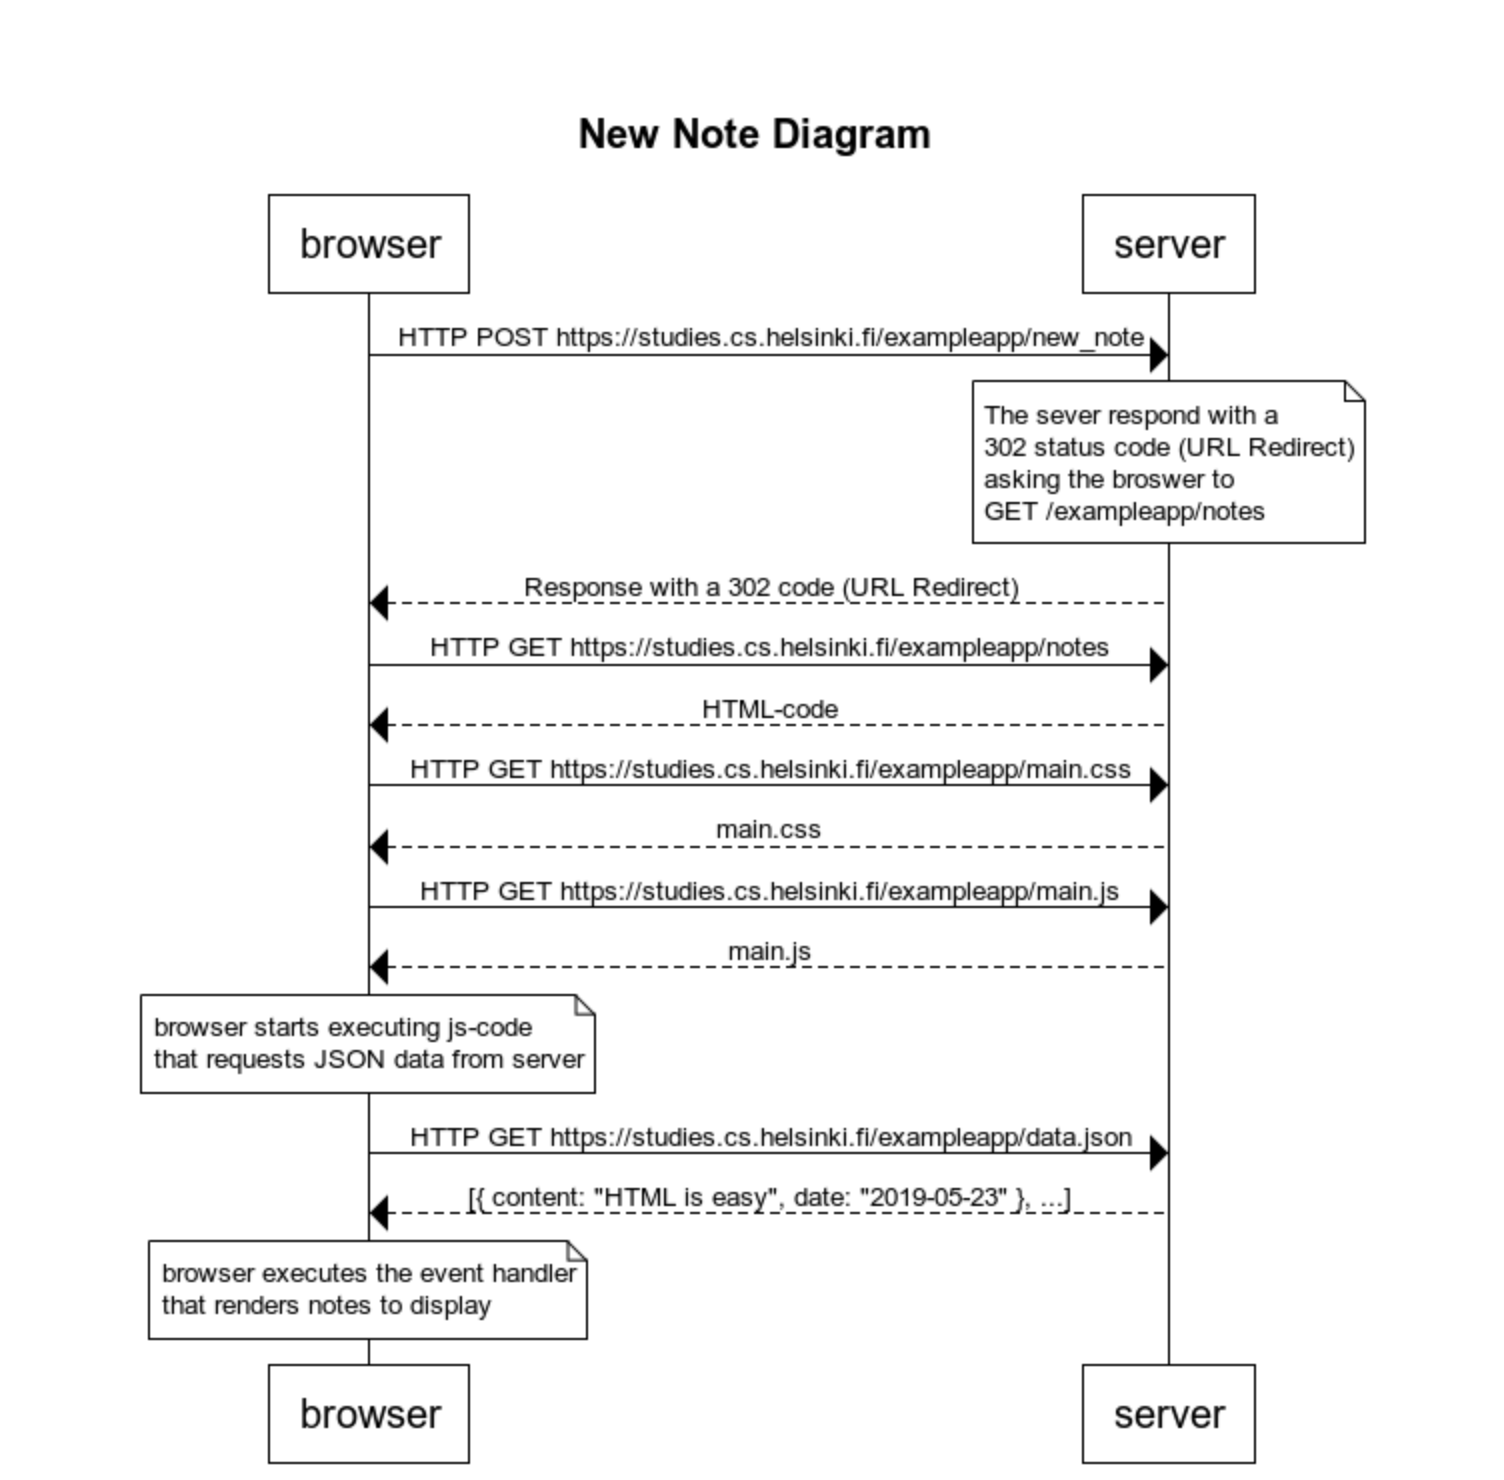 New Note Diagram
browser
server
HTTP POST https://studies.cs.helsinki.fi/exampleapp/new_note
The sever respond with a
302 status code (URL Redirect)
asking the broswer to
GET /exampleapp/notes
Response with a 302 code (URL Redirect)
HTTP GET https://studies.cs.helsinki.fi/exampleapp/notes
HTML-code
HTTP GET https://studies.cs.helsinki.fi/exampleapp/main.css
main.css
HTTP GET https://studies.cs.helsinki.fi/exampleapp/main.js
main.js
browser starts executing js-code
that requests JSON data from server
HTTP GET https://studies.cs.helsinki.fi/exampleapp/data.json
[{ content: "HTML is easy", date: "2019-05-23" }, ...]
browser executes the event handler
that renders notes to display
browser
server